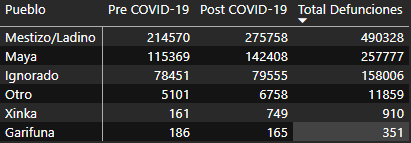 Pueblo Pre COVID-19 Post COVID-19 Total Defunciones
Mestizo/Ladino 214570 275758 490328
Maya 115369 142408 257777
Ignorado 78451 79555 158006
Otro 5101 6758 11859
Xinka 161 749 910
Garifuna 186 165 351